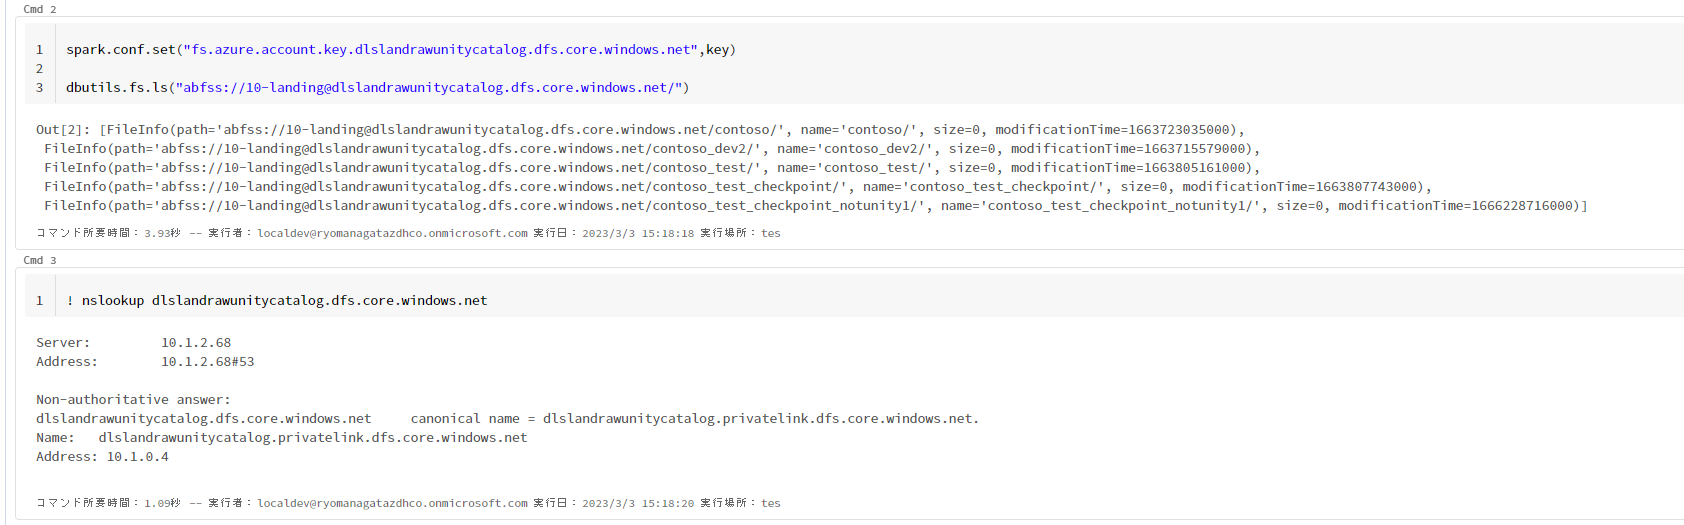 Cmd 2
1 spark.conf.set("fs.azure.account.key.dlslandrawunitycatalog.dfs.core.windows.net",key)
2
3 dbutils.fs.ls("abfss://10-landing@dlslandrawunitycatalog.dfs.core.windows.net/")
Out[2]: [FileInfo(path='abfss://10-landing@dlslandrawunitycatalog.dfs.core.windows.net/contoso/', name='contoso/', size=0, modificationTime=1663723035000),
FileInfo(path='abfss://10-landing@dlslandrawunitycatalog.dfs.core.windows.net/contoso_dev2/', name='contoso_dev2/', size=0, modificationTime=1663715579000),
FileInfo(path='abfss://10-landing@dlslandrawunitycatalog.dfs.core.windows.net/contoso_test/', name='contoso_test/', size=0, modificationTime=1663805161000),
FileInfo(path='abfss://10-landing@dlslandrawunitycatalog.dfs.core.windows.net/contoso_test_checkpoint/', name='contoso_test_checkpoint/', size=0, modificationTime=1663807743000),
FileInfo(path='abfss://10-landing@dlslandrawunitycatalog.dfs.core.windows.net/contoso_test_checkpoint_notunity1/', name='contoso_test_checkpoint_notunity1/', size=0, modificationTime=1666228716000)]
コマンド所要時間：3.93秒 -- 実行者：localdev@ryomanagatazdhco.onmicrosoft.com 実行日：2023/3/3 15:18:18 実行場所：tes
Cmd 3
1 ! nslookup dlslandrawunitycatalog.dfs.core.windows.net
Server: 10.1.2.68
Address: 10.1.2.68#53
Non-authoritative answer:
dlslandrawunitycatalog.dfs.core.windows.net canonical name = dlslandrawunitycatalog.privatelink.dfs.core.windows.net.
Name: dlslandrawunitycatalog.privatelink.dfs.core.windows.net
Address: 10.1.0.4
コマンド所要時間：1.09秒 -- 実行者：localdev@ryomanagatazdhco.onmicrosoft.com 実行日：2023/3/3 15:18:20 実行場所：tes